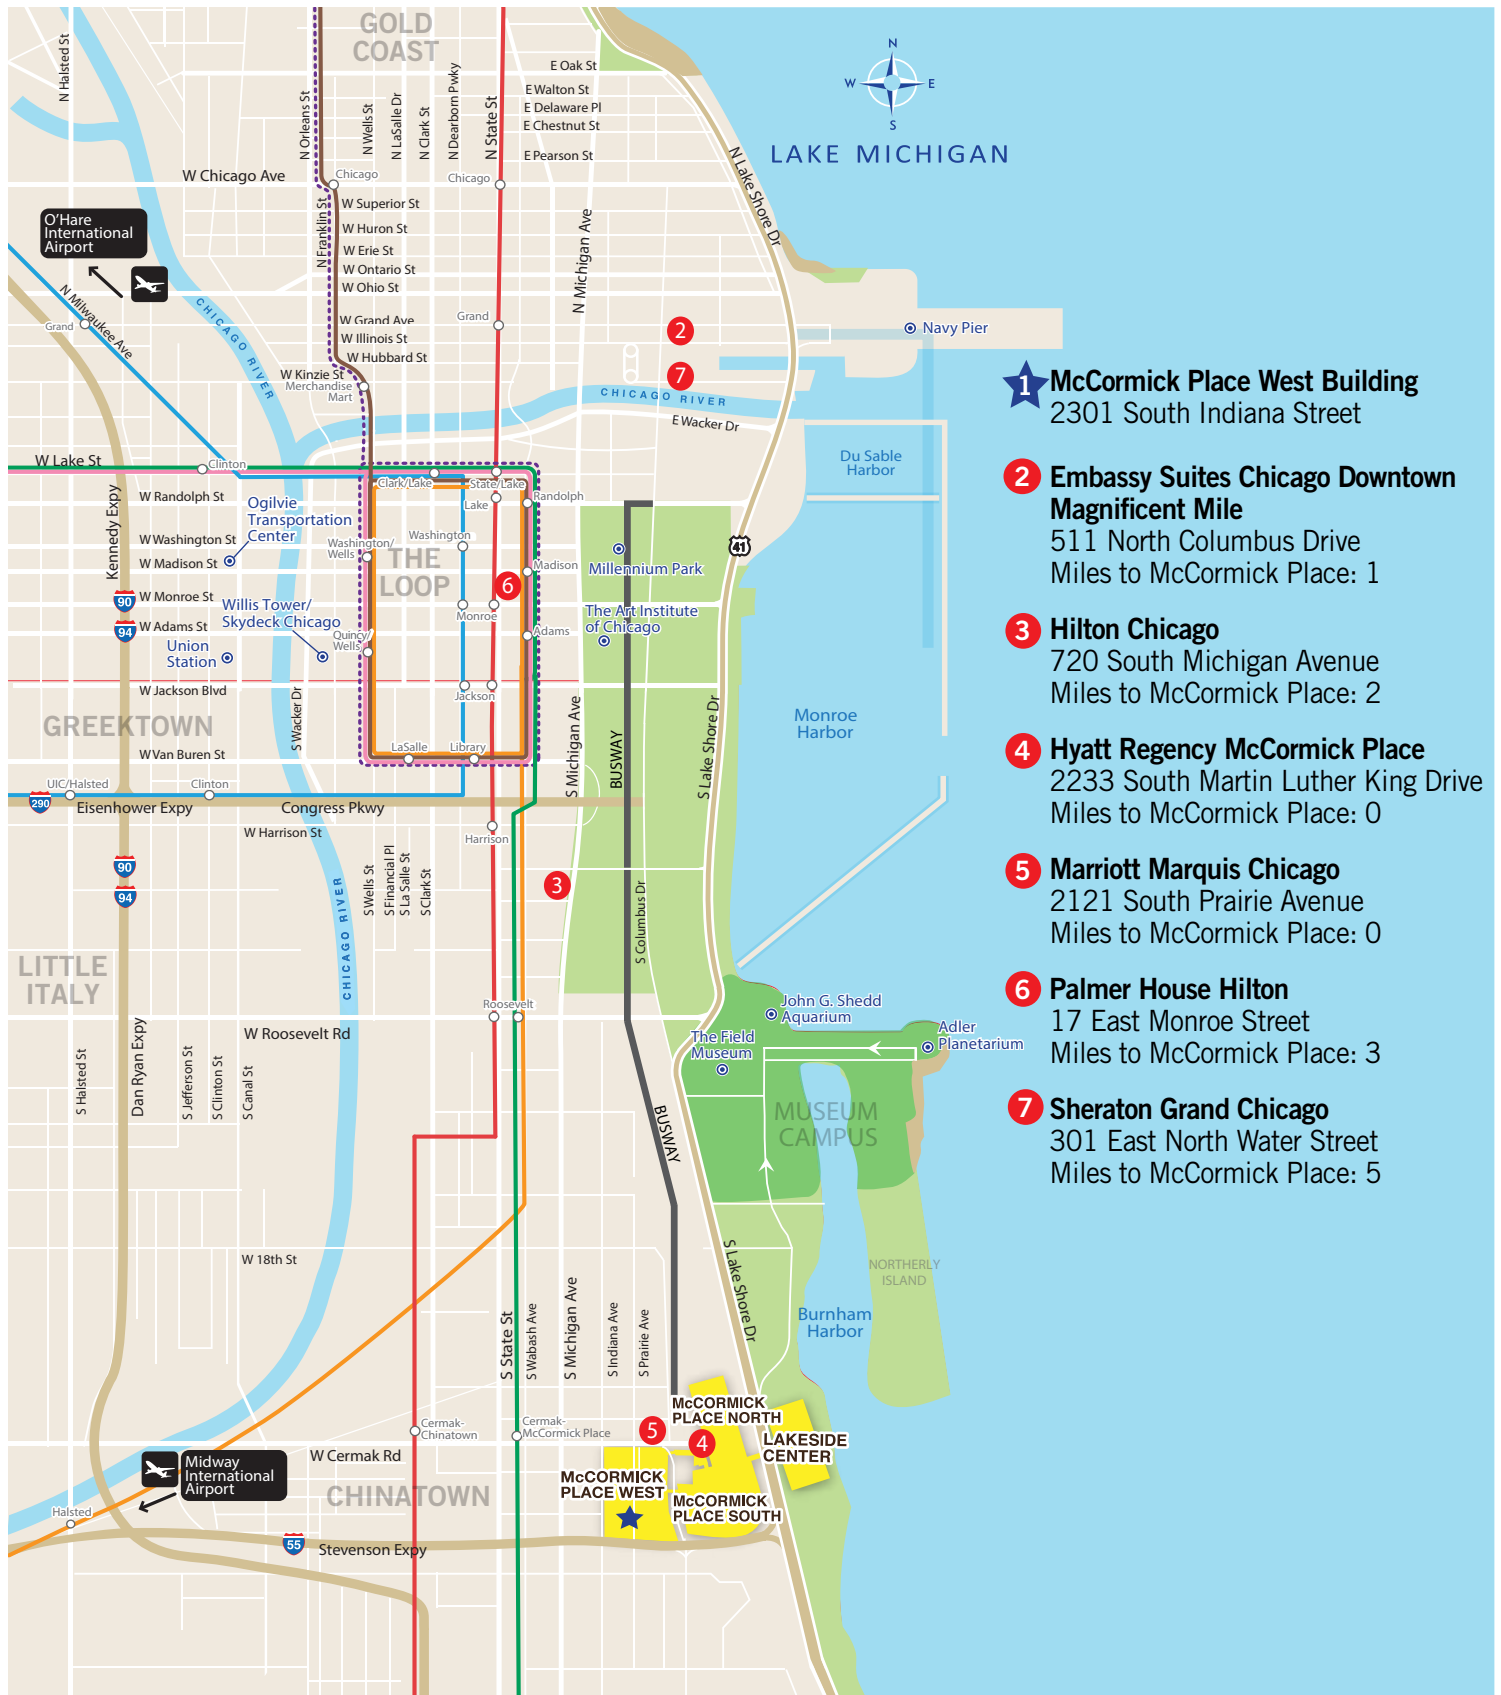 GOLD
COAST
N Halsted St
N Orleans St
N Wells St
N LaSalle Dr
N Clark St
N Dearborn Pwky
N State St
E Oak St
E Walton St
E Delaware Pl
E Chestnut St
E Pearson St
N
W
E
S
LAKE MICHIGAN
N Lake Shore Dr
W Chicago Ave
Chicago
Chicago
O'Hare
International
Airport
N Franklin St
W Superior St
W Huron St
W Erie St
W Ontario St
W Ohio St
W Grand Ave
W Illinois St
W Hubbard St
W Kinzie St
Merchandise
Mart
N Michigan Ave
N Milwaukee Ave
Grand
Grand
CHICAGO RIVER
2
7
CHICAGO RIVER
E Wacker Dr
Navy Pier
Du Sable
Harbor
W Lake St
Clinton
Clark/Lake
State/Lake
Lake
Randolph
W Randolph St
Ogilvie
Transportation
Center
W Washington St
W Madison St
Kennedy Expy
Washington/
Wells
Washington
THE
LOOP
Madison
Millennium Park
41
6
90
W Monroe St
94
W Adams St
Willis Tower/
Skydeck Chicago
Union
Station
Quincy/
Wells
Monroe
Adams
The Art Institute
of Chicago
W Jackson Blvd
Jackson
GREEKTOWN
S Wacker Dr
W Van Buren St
LaSalle
Library
S Michigan Ave
BUSWAY
S Lake Shore Dr
Monroe
Harbor
UIC/Halsted
Clinton
290
Eisenhower Expy
Congress Pkwy
W Harrison St
Harrison
90
94
S Wells St
S Financial Pl
S La Salle St
S Clark St
3
S Columbus Dr
CHICAGO RIVER
LITTLE
ITALY
Roosevelt
W Roosevelt Rd
John G. Shedd
Aquarium
The Field
Museum
Adler
Planetarium
S Halsted St
Dan Ryan Expy
S Jefferson St
S Clinton St
S Canal St
BUSWAY
MUSEUM
CAMPUS
W 18th St
S Lake Shore Dr
NORTHERLY
ISLAND
Burnham
Harbor
S State St
S Wabash Ave
S Michigan Ave
S Indiana Ave
S Prairie Ave
Cermak-
Chinatown
Cermak-
McCormick Place
W Cermak Rd
5
4
McCORMICK
PLACE NORTH
LAKESIDE
CENTER
McCORMICK
PLACE WEST
McCORMICK
PLACE SOUTH
Midway
International
Airport
CHINATOWN
Halsted
55
Stevenson Expy
1 McCormick Place West Building
2301 South Indiana Street
2 Embassy Suites Chicago Downtown
Magnificent Mile
511 North Columbus Drive
Miles to McCormick Place: 1
3 Hilton Chicago
720 South Michigan Avenue
Miles to McCormick Place: 2
4 Hyatt Regency McCormick Place
2233 South Martin Luther King Drive
Miles to McCormick Place: 0
5 Marriott Marquis Chicago
2121 South Prairie Avenue
Miles to McCormick Place: 0
6 Palmer House Hilton
17 East Monroe Street
Miles to McCormick Place: 3
7 Sheraton Grand Chicago
301 East North Water Street
Miles to McCormick Place: 5